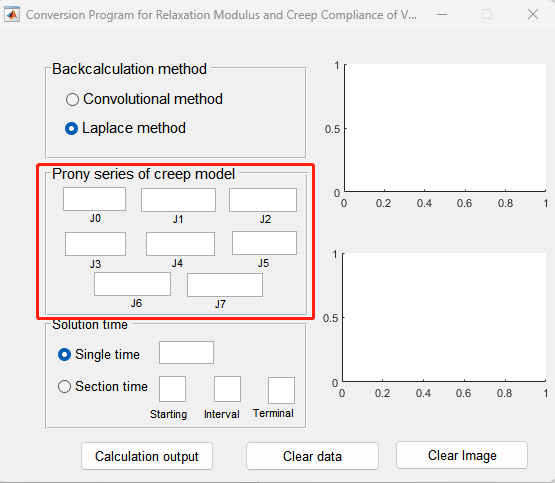 Conversion Program for Relaxation Modulus and Creep Compliance of V...
Backcalculation method
Convolutional method
Laplace method
Prony series of creep model
J0 J1 J2
J3 J4 J5
J6 J7
Solution time
Single time
Section time
Starting Interval Terminal
Calculation output Clear data Clear Image
1
0.5
0
0 0.2 0.4 0.6 0.8 1
1
0.5
0
0 0.2 0.4 0.6 0.8 1